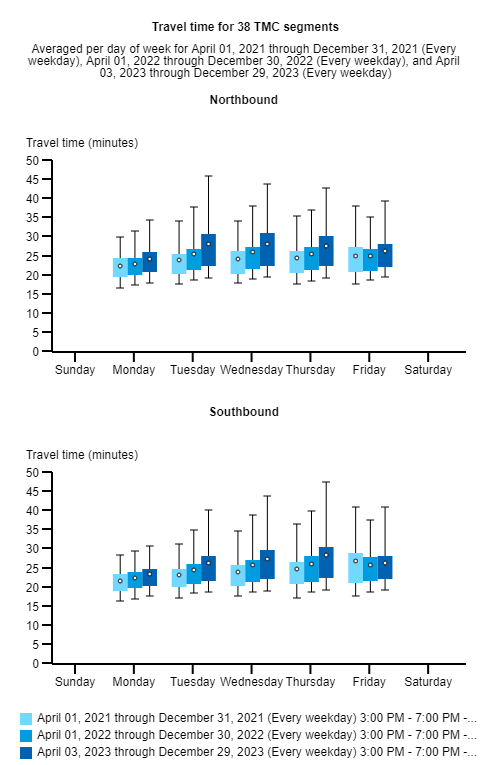 Travel time for 38 TMC segments
Averaged per day of week for April 01, 2021 through December 31, 2021 (Every
weekday), April 01, 2022 through December 30, 2022 (Every weekday), and April
03, 2023 through December 29, 2023 (Every weekday)
Northbound
Travel time (minutes)
50
45
40
35
30
25
20
15
10
5
0
Sunday Monday Tuesday Wednesday Thursday Friday Saturday
Southbound
Travel time (minutes)
50
45
40
35
30
25
20
15
10
5
0
Sunday Monday Tuesday Wednesday Thursday Friday Saturday
April 01, 2021 through December 31, 2021 (Every weekday) 3:00 PM - 7:00 PM -...
April 01, 2022 through December 30, 2022 (Every weekday) 3:00 PM - 7:00 PM -...
April 03, 2023 through December 29, 2023 (Every weekday) 3:00 PM - 7:00 PM -...